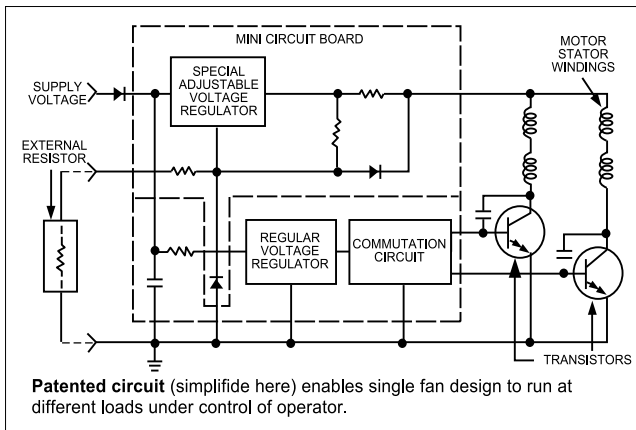 MINI CIRCUIT BOARD
MOTOR
STATOR
WINDINGS
SUPPLY
VOLTAGE
SPECIAL
ADJUSTABLE
VOLTAGE
REGULATOR
EXTERNAL
RESISTOR
REGULAR
VOLTAGE
REGULATOR
COMMUTATION
CIRCUIT
TRANSISTORS
Patented circuit (simplifide here) enables single fan design to run at
different loads under control of operator.